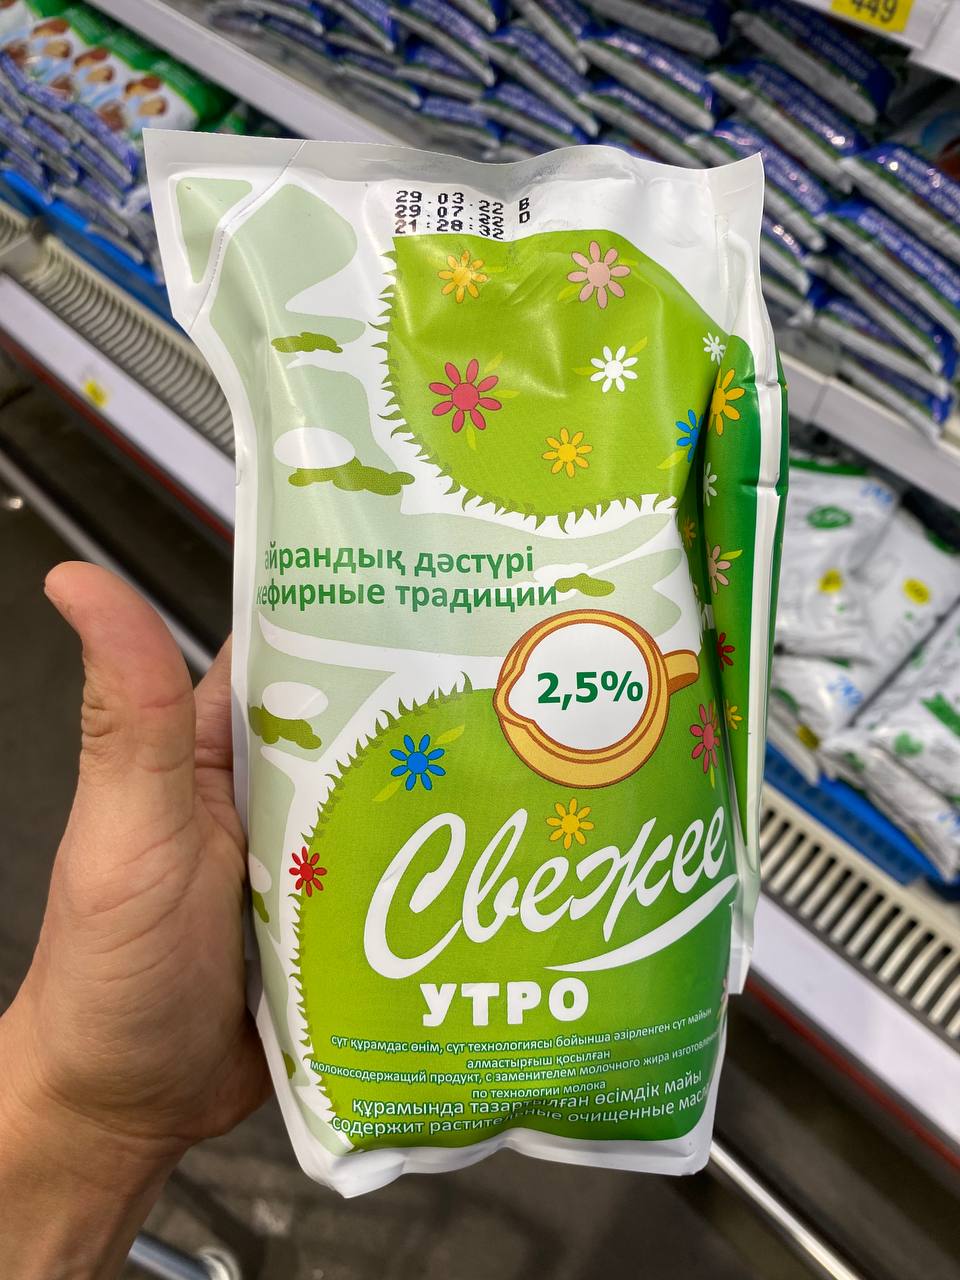 449
29.03.22 B
29.07.22 D
21:28:32
айрандық дәстүрі
кефирные традиции
2,5%
Свежее
УТРО
сүт құрамдас өнім, сүт технологиясы бойынша әзірленген сүт майын
алмастырғыш қосылған
молокосодержащий продукт, с заменителем молочного жира изготовлен
по технологии молока
құрамында тазартылған өсімдік майы
содержит растительные очищенные масла